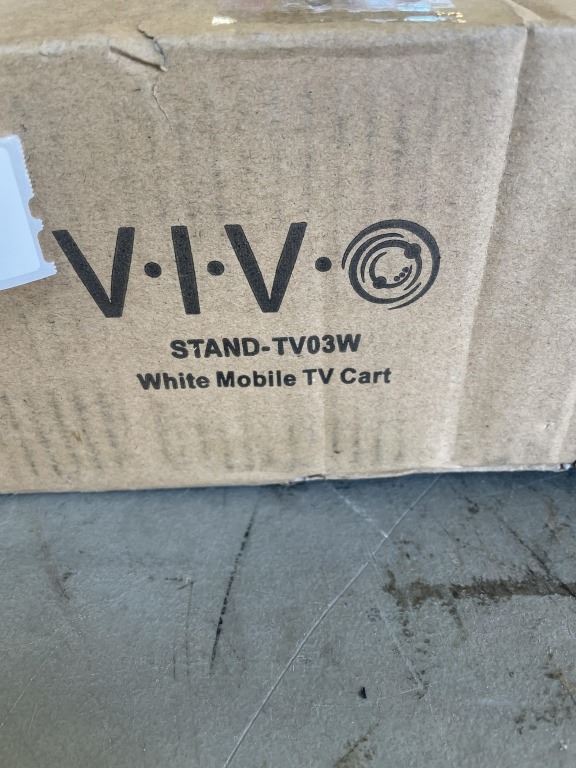 V·I·V·O
STAND-TV03W
White Mobile TV Cart